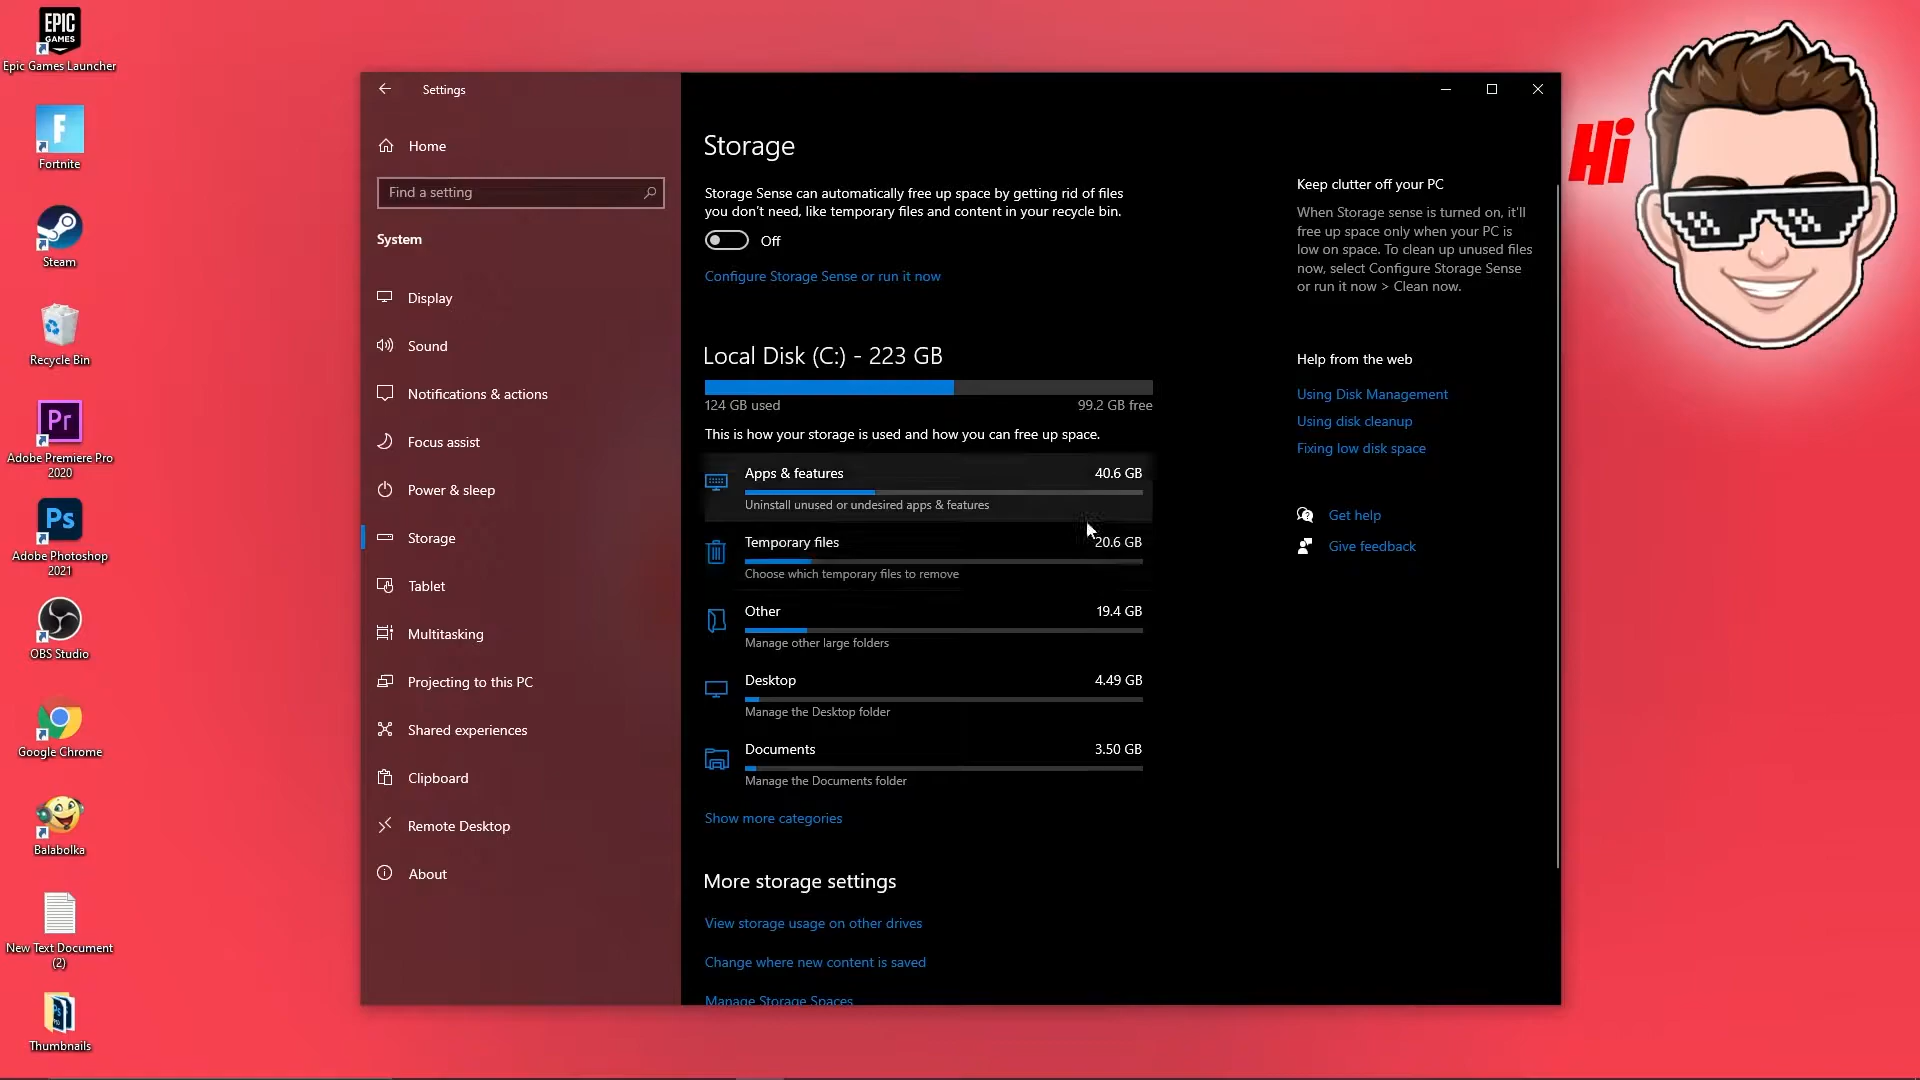 EPIC
GAMES
Epic Games Launcher
Fortnite
Steam
Recycle Bin
Pr
Adobe Premiere Pro
2020
Ps
Adobe Photoshop
2021
OBS Studio
Google Chrome
Balabolka
New Text Document
(2)
Thumbnails
Settings
Home
Find a setting
System
Display
Sound
Notifications & actions
Focus assist
Power & sleep
Storage
Tablet
Multitasking
Projecting to this PC
Shared experiences
Clipboard
Remote Desktop
About
Storage
Storage Sense can automatically free up space by getting rid of files
you don't need, like temporary files and content in your recycle bin.
Off
Configure Storage Sense or run it now
Local Disk (C:) - 223 GB
124 GB used 99.2 GB free
This is how your storage is used and how you can free up space.
Apps & features 40.6 GB
Uninstall unused or undesired apps & features
Temporary files 20.6 GB
Choose which temporary files to remove
Other 19.4 GB
Manage other large folders
Desktop 4.49 GB
Manage the Desktop folder
Documents 3.50 GB
Manage the Documents folder
Show more categories
More storage settings
View storage usage on other drives
Change where new content is saved
Manage Storage Spaces
Keep clutter off your PC
When Storage sense is turned on, it'll
free up space only when your PC is
low on space. To clean up unused files
now, select Configure Storage Sense
or run it now > Clean now.
Help from the web
Using Disk Management
Using disk cleanup
Fixing low disk space
Get help
Give feedback
Hi